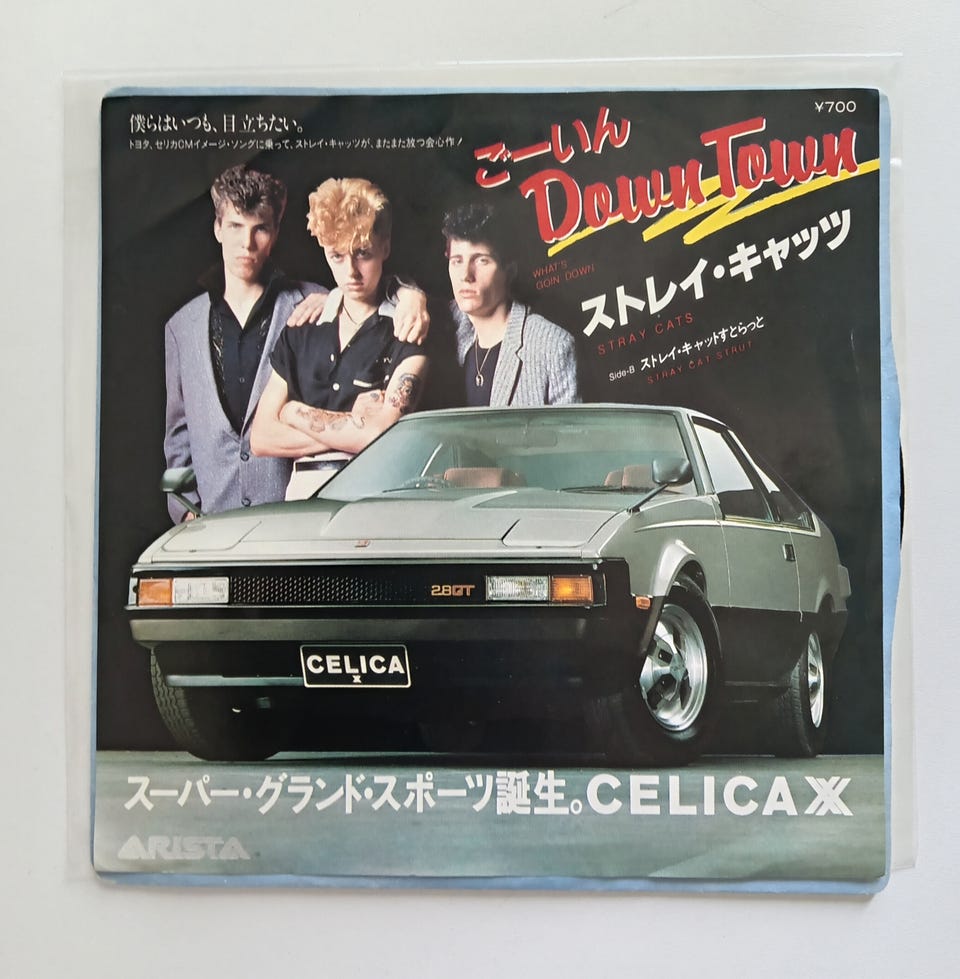 僕らはいつも、目立ちたい。
トヨタ、セリカCMイメージ・ソングに乗って、ストレイ・キャッツが、またまた放つ会心作!
¥700
ごーいん
Down Town
WHAT'S
GOIN DOWN
ストレイ・キャッツ
STRAY CATS
Side-B ストレイ・キャットすとらっと
STRAY CAT STRUT
2.8GT
CELICA
XX
スーパー・グランド・スポーツ誕生。CELICA XX
ARISTA